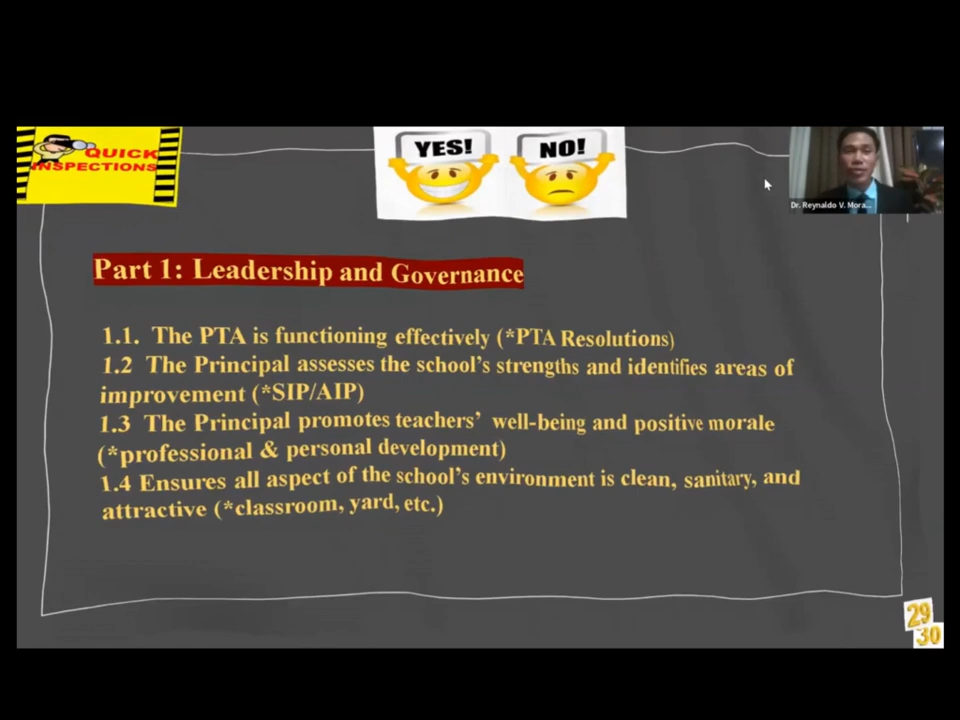 QUICK
INSPECTIONS
YES!
NO!
Dr. Reynaldo V. Mora...
Part 1: Leadership and Governance
1.1. The PTA is functioning effectively (*PTA Resolutions)
1.2 The Principal assesses the school's strengths and identifies areas of
improvement (*SIP/AIP)
1.3 The Principal promotes teachers' well-being and positive morale
(*professional & personal development)
1.4 Ensures all aspect of the school's environment is clean, sanitary, and
attractive (*classroom, yard, etc.)
29
30